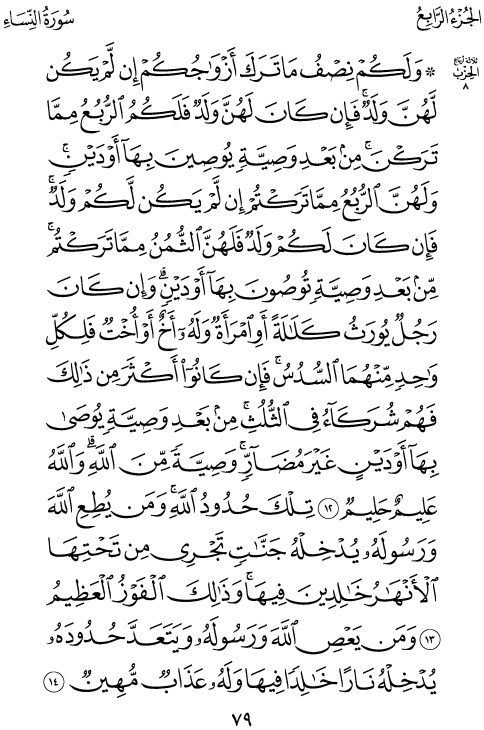 الجُزْءُ الرَّابِعُ
سُورَةُ النِّسَاءِ
ثلاثة أرباع
الحِزْب
٨
* وَلَكُمْ نِصْفُ مَا تَرَكَ أَزْوَٰجُكُمْ إِن لَّمْ يَكُن
لَّهُنَّ وَلَدٌ ۚ فَإِن كَانَ لَهُنَّ وَلَدٌ فَلَكُمُ ٱلرُّبُعُ مِمَّا
تَرَكْنَ ۚ مِنۢ بَعْدِ وَصِيَّةٍ يُوصِينَ بِهَآ أَوْ دَيْنٍ ۚ
وَلَهُنَّ ٱلرُّبُعُ مِمَّا تَرَكْتُمْ إِن لَّمْ يَكُن لَّكُمْ وَلَدٌ ۚ
فَإِن كَانَ لَكُمْ وَلَدٌ فَلَهُنَّ ٱلثُّمُنُ مِمَّا تَرَكْتُم ۚ
مِّنۢ بَعْدِ وَصِيَّةٍ تُوصُونَ بِهَآ أَوْ دَيْنٍ ۗ وَإِن كَانَ
رَجُلٌ يُورَثُ كَلَٰلَةً أَوِ ٱمْرَأَةٌ وَلَهُۥٓ أَخٌ أَوْ أُخْتٌ فَلِكُلِّ
وَٰحِدٍ مِّنْهُمَا ٱلسُّدُسُ ۚ فَإِن كَانُوٓا۟ أَكْثَرَ مِن ذَٰلِكَ
فَهُمْ شُرَكَآءُ فِى ٱلثُّلُثِ ۚ مِنۢ بَعْدِ وَصِيَّةٍ يُوصَىٰ
بِهَآ أَوْ دَيْنٍ غَيْرَ مُضَآرٍّ ۚ وَصِيَّةً مِّنَ ٱللَّهِ ۗ وَٱللَّهُ
عَلِيمٌ حَلِيمٌ ١٢ تِلْكَ حُدُودُ ٱللَّهِ ۚ وَمَن يُطِعِ ٱللَّهَ
وَرَسُولَهُۥ يُدْخِلْهُ جَنَّٰتٍ تَجْرِى مِن تَحْتِهَا
ٱلْأَنْهَٰرُ خَٰلِدِينَ فِيهَا ۚ وَذَٰلِكَ ٱلْفَوْزُ ٱلْعَظِيمُ
١٣ وَمَن يَعْصِ ٱللَّهَ وَرَسُولَهُۥ وَيَتَعَدَّ حُدُودَهُۥ
يُدْخِلْهُ نَارًا خَٰلِدًا فِيهَا وَلَهُۥ عَذَابٌ مُّهِينٌ ١٤
٧٩